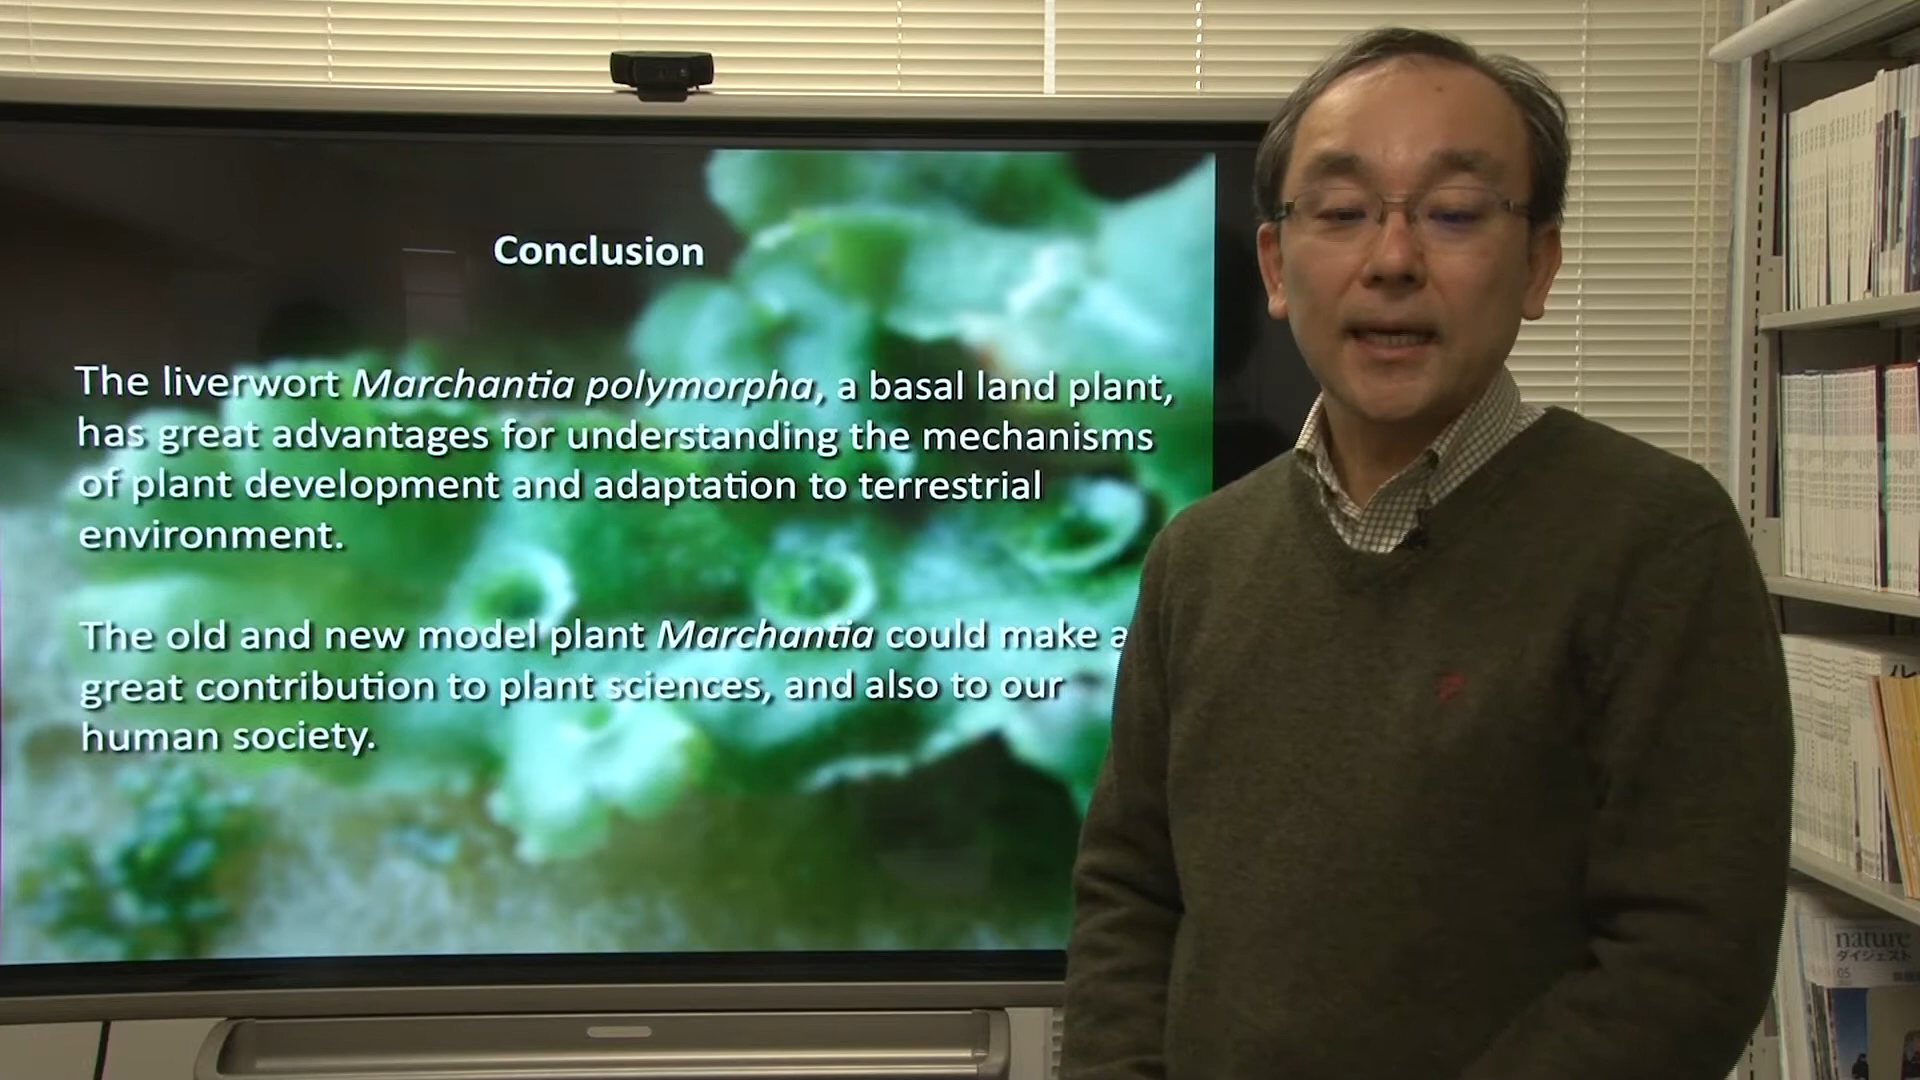 Conclusion
The liverwort Marchantia polymorpha, a basal land plant,
has great advantages for understanding the mechanisms
of plant development and adaptation to terrestrial
environment.
The old and new model plant Marchantia could make a
great contribution to plant sciences, and also to our
human society.
nature
ダイジェスト
05